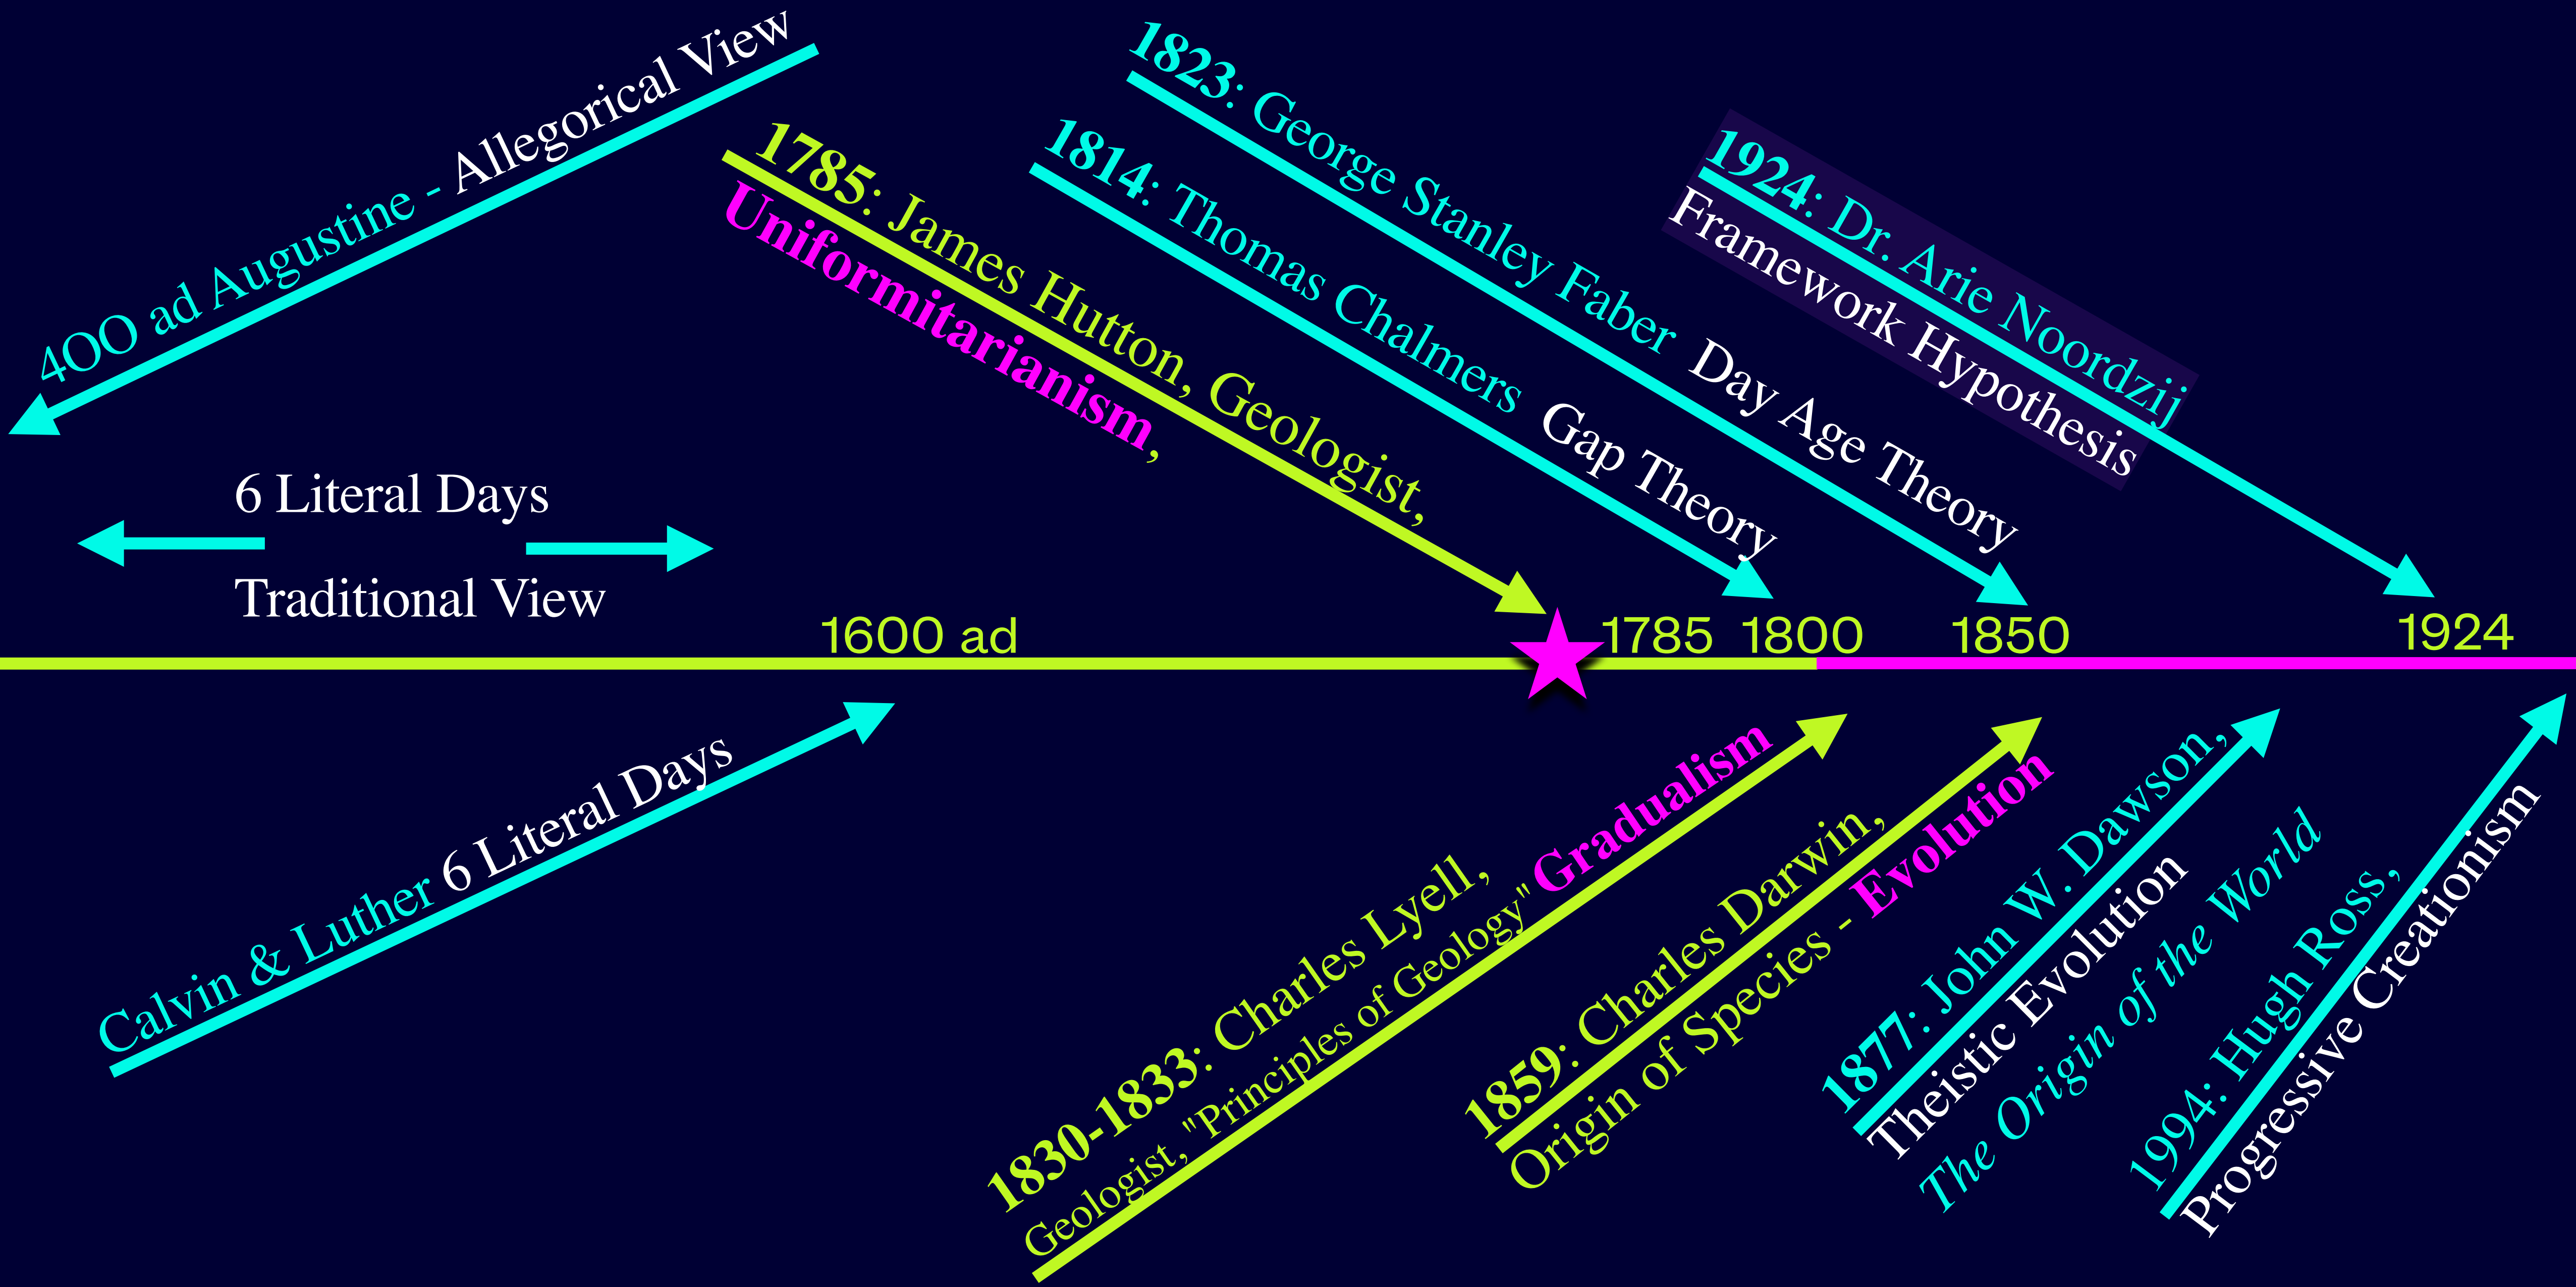 400 ad Augustine - Allegorical View
1785: James Hutton, Geologist,
Uniformitarianism,
1823: George Stanley Faber Day Age Theory
1814: Thomas Chalmers Gap Theory
1924: Dr. Arie Noordzij
Framework Hypothesis
6 Literal Days
Traditional View
1600 ad
1785
1800
1850
1924
Calvin & Luther 6 Literal Days
1830-1833: Charles Lyell,
Geologist, "Principles of Geology" Gradualism
1859: Charles Darwin,
Origin of Species - Evolution
1877: John W. Dawson,
Theistic Evolution
The Origin of the World
1994: Hugh Ross,
Progressive Creationism